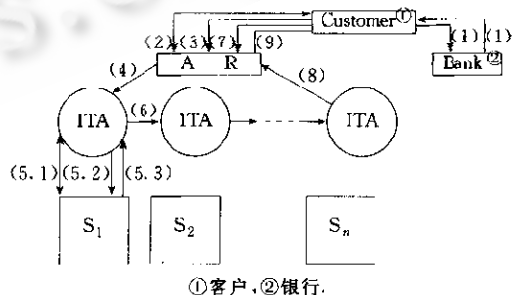 Customer①
(2) (3) (7) (9) (1) (1)
A R Bank②
(4) (8)
ITA (6) ITA ITA
(5.1) (5.2) (5.3)
S₁ S₂ Sₙ
①客户,②银行.